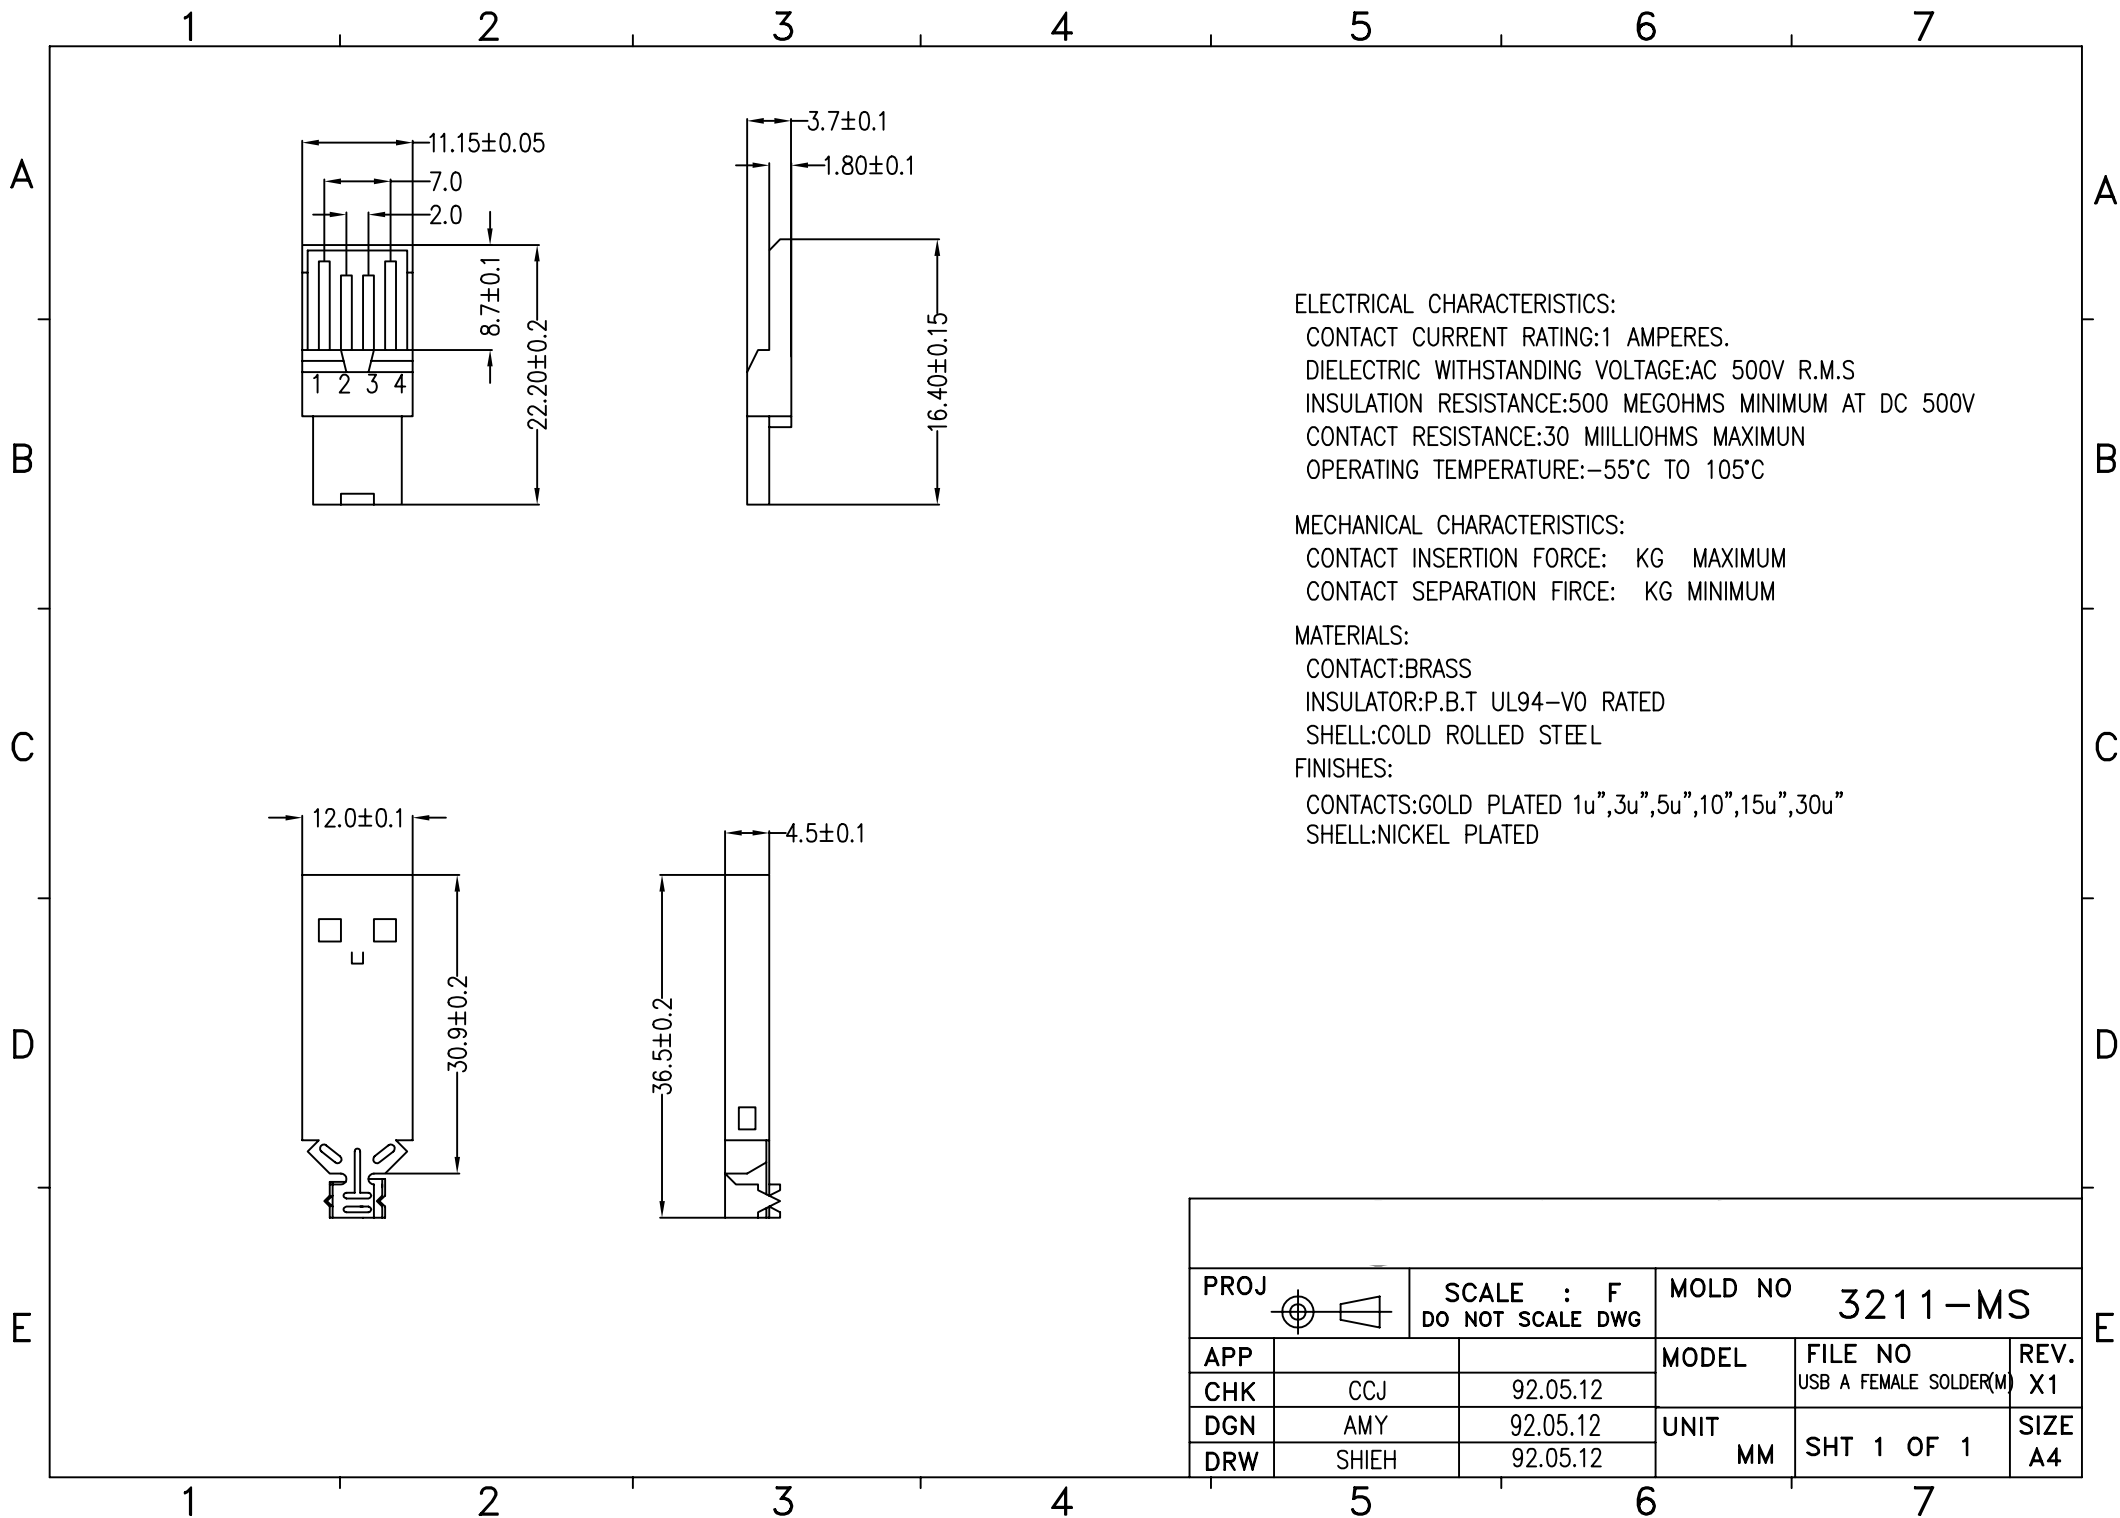 1 2 3 4 5 6 7
A A
B B
C C
D D
E E
11.15±0.05
7.0
2.0
8.7±0.1
22.20±0.2
1 2 3 4
3.7±0.1
1.80±0.1
16.40±0.15
12.0±0.1
30.9±0.2
4.5±0.1
36.5±0.2
ELECTRICAL CHARACTERISTICS:
CONTACT CURRENT RATING:1 AMPERES.
DIELECTRIC WITHSTANDING VOLTAGE:AC 500V R.M.S
INSULATION RESISTANCE:500 MEGOHMS MINIMUM AT DC 500V
CONTACT RESISTANCE:30 MIILLIOHMS MAXIMUN
OPERATING TEMPERATURE:-55°C TO 105°C
MECHANICAL CHARACTERISTICS:
CONTACT INSERTION FORCE: KG MAXIMUM
CONTACT SEPARATION FIRCE: KG MINIMUM
MATERIALS:
CONTACT:BRASS
INSULATOR:P.B.T UL94-V0 RATED
SHELL:COLD ROLLED STEEL
FINISHES:
CONTACTS:GOLD PLATED 1u",3u",5u",10",15u",30u"
SHELL:NICKEL PLATED
PROJ
SCALE : F
DO NOT SCALE DWG
MOLD NO 3211-MS
APP
CHK CCJ 92.05.12
DGN AMY 92.05.12
DRW SHIEH 92.05.12
MODEL
FILE NO
USB A FEMALE SOLDER(M)
REV.
X1
UNIT
MM
SHT 1 OF 1
SIZE
A4
1 2 3 4 5 6 7